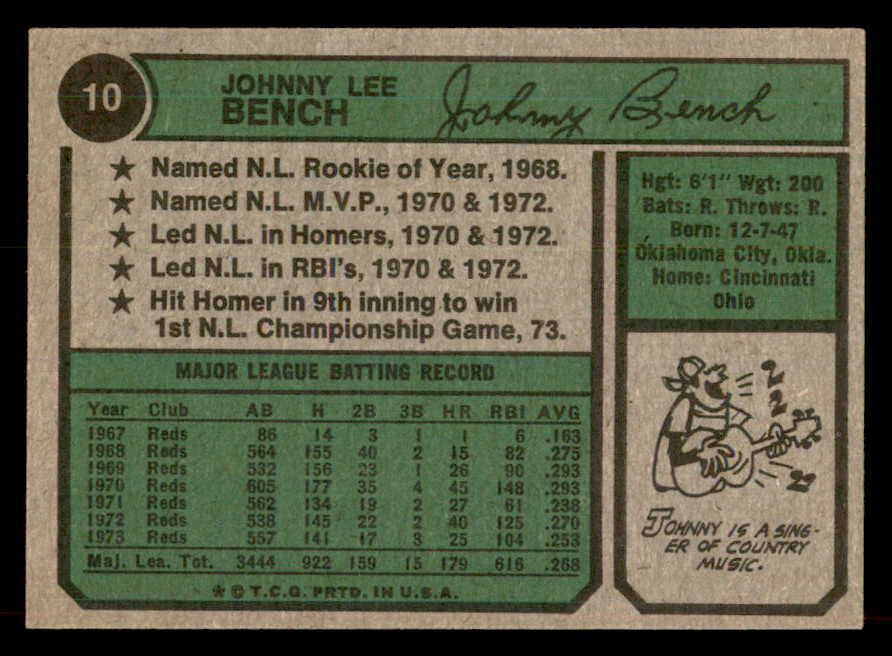 10
JOHNNY LEE
BENCH
Johnny Bench
★ Named N.L. Rookie of Year, 1968.
★ Named N.L. M.V.P., 1970 & 1972.
★ Led N.L. in Homers, 1970 & 1972.
★ Led N.L. in RBI's, 1970 & 1972.
★ Hit Homer in 9th inning to win
1st N.L. Championship Game, 73.
Hgt: 6'1" Wgt: 200
Bats: R. Throws: R.
Born: 12-7-47
Oklahoma City, Okla.
Home: Cincinnati
Ohio
MAJOR LEAGUE BATTING RECORD
Year Club AB H 2B 3B HR RBI AVG
1967 Reds 86 14 3 1 1 6 .163
1968 Reds 564 155 40 2 15 82 .275
1969 Reds 532 156 23 1 26 90 .293
1970 Reds 605 177 35 4 45 148 .293
1971 Reds 562 134 19 2 27 61 .238
1972 Reds 538 145 22 2 40 125 .270
1973 Reds 557 141 17 3 25 104 .253
Maj. Lea. Tot. 3444 922 159 15 179 616 .268
★ © T.C.G. PRTD. IN U.S.A.
JOHNNY IS A SING-
ER OF COUNTRY
MUSIC.